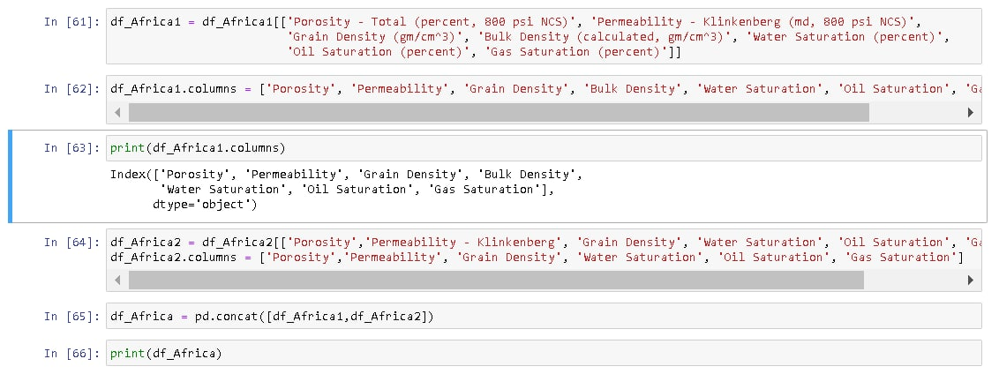 In [61]: df_Africa1 = df_Africa1[['Porosity - Total (percent, 800 psi NCS)', 'Permeability - Klinkenberg (md, 800 psi NCS)',
'Grain Density (gm/cm^3)', 'Bulk Density (calculated, gm/cm^3)', 'Water Saturation (percent)',
'Oil Saturation (percent)', 'Gas Saturation (percent)']]
In [62]: df_Africa1.columns = ['Porosity', 'Permeability', 'Grain Density', 'Bulk Density', 'Water Saturation', 'Oil Saturation', 'Ga
In [63]: print(df_Africa1.columns)
Index(['Porosity', 'Permeability', 'Grain Density', 'Bulk Density',
'Water Saturation', 'Oil Saturation', 'Gas Saturation'],
dtype='object')
In [64]: df_Africa2 = df_Africa2[['Porosity','Permeability - Klinkenberg', 'Grain Density', 'Water Saturation', 'Oil Saturation', 'Ga
df_Africa2.columns = ['Porosity','Permeability', 'Grain Density', 'Water Saturation', 'Oil Saturation', 'Gas Saturation']
In [65]: df_Africa = pd.concat([df_Africa1,df_Africa2])
In [66]: print(df_Africa)